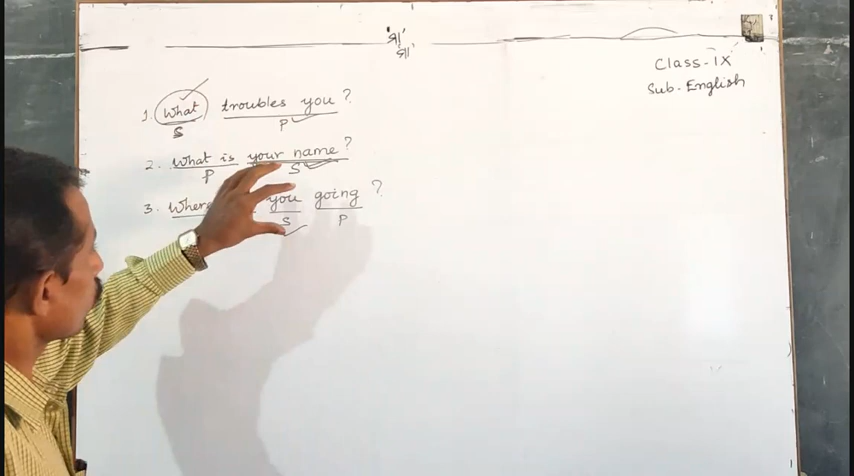 'ब्रा'
ब्रा'
Class-IX
Sub-English
1. What troubles you?
S P
2. What is your name?
P S
3. Where you going?
S P